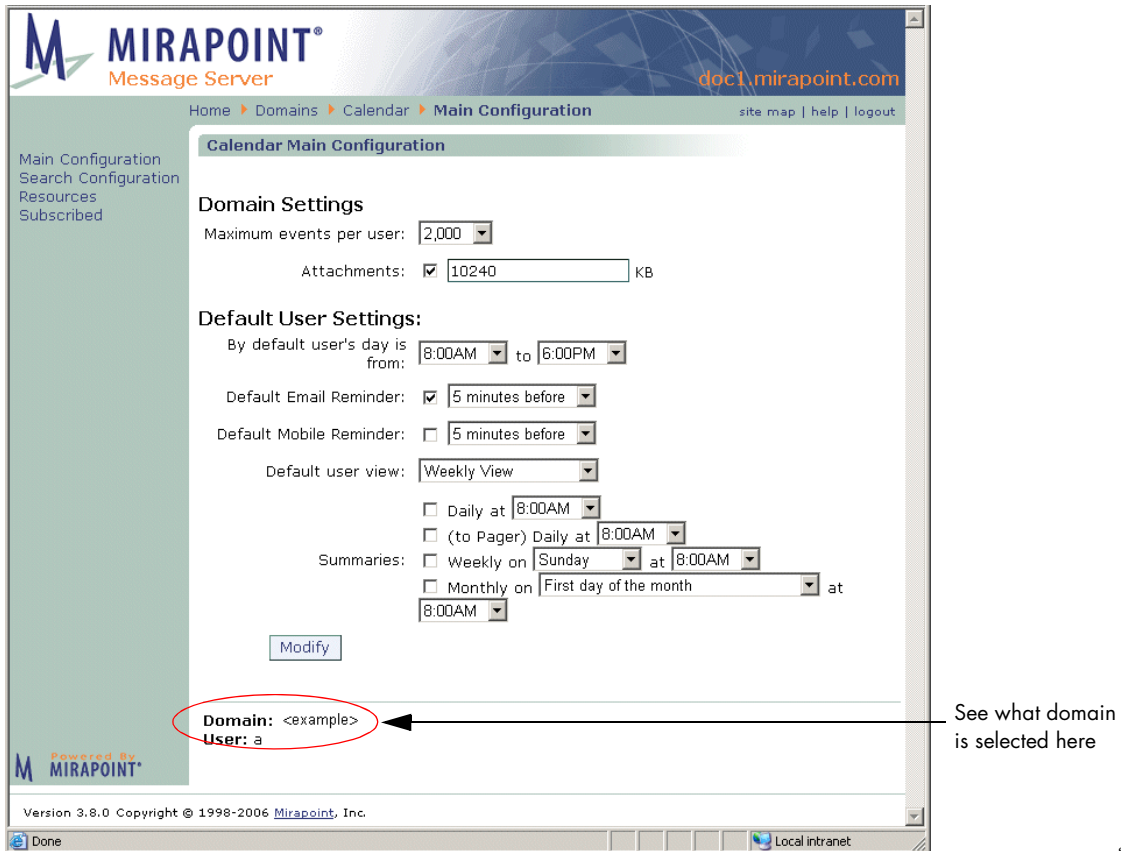 MIRAPOINT®
Message Server
doc1.mirapoint.com
Home Domains Calendar Main Configuration
site map | help | logout
Main Configuration
Search Configuration
Resources
Subscribed
Calendar Main Configuration
Domain Settings
Maximum events per user: 2,000
Attachments: 10240 KB
Default User Settings:
By default user's day is
from: 8:00AM to 6:00PM
Default Email Reminder: 5 minutes before
Default Mobile Reminder: 5 minutes before
Default user view: Weekly View
Summaries:
Daily at 8:00AM
(to Pager) Daily at 8:00AM
Weekly on Sunday at 8:00AM
Monthly on First day of the month at
8:00AM
Modify
Domain: <example>
User: a
See what domain
is selected here
Powered By
MIRAPOINT
Version 3.8.0 Copyright © 1998-2006 Mirapoint, Inc.
Done
Local intranet